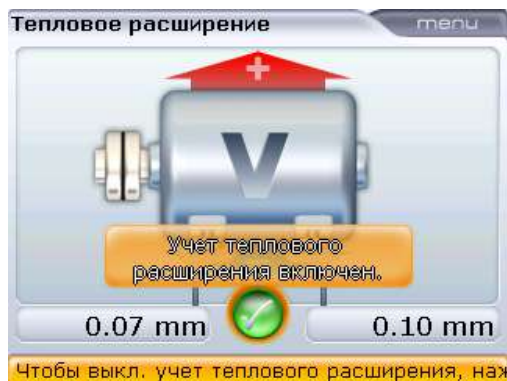 Тепловое расширение
menu
+
V
Учет теплового
расширения включен.
0.07 mm
0.10 mm
Чтобы выкл. учет теплового расширения, наж